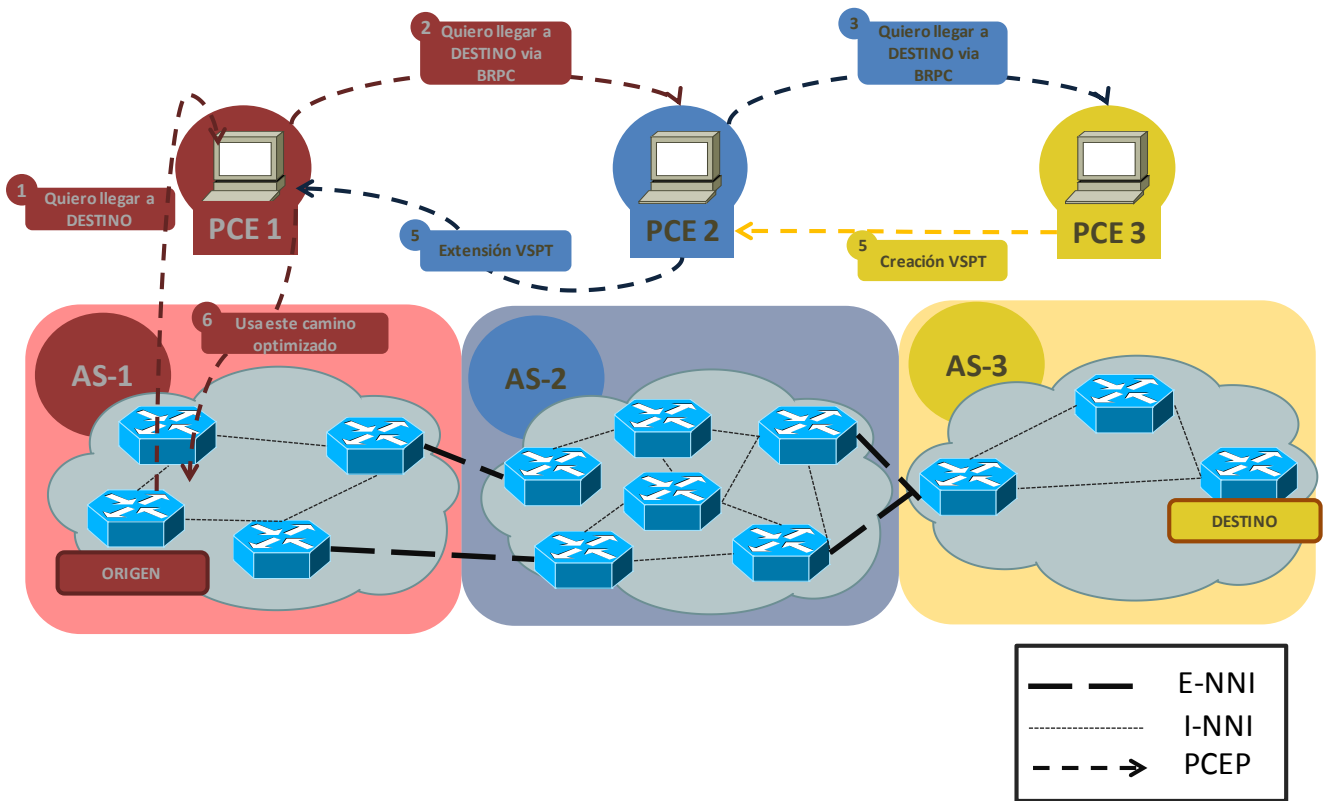 2
Quiero llegar a
DESTINO via
BRPC
3
Quiero llegar a
DESTINO via
BRPC
1
Quiero llegar a
DESTINO
PCE 1
PCE 2
PCE 3
5
Extensión VSPT
5
Creación VSPT
6
Usa este camino
optimizado
AS-1
AS-2
AS-3
ORIGEN
DESTINO
E-NNI
I-NNI
PCEP